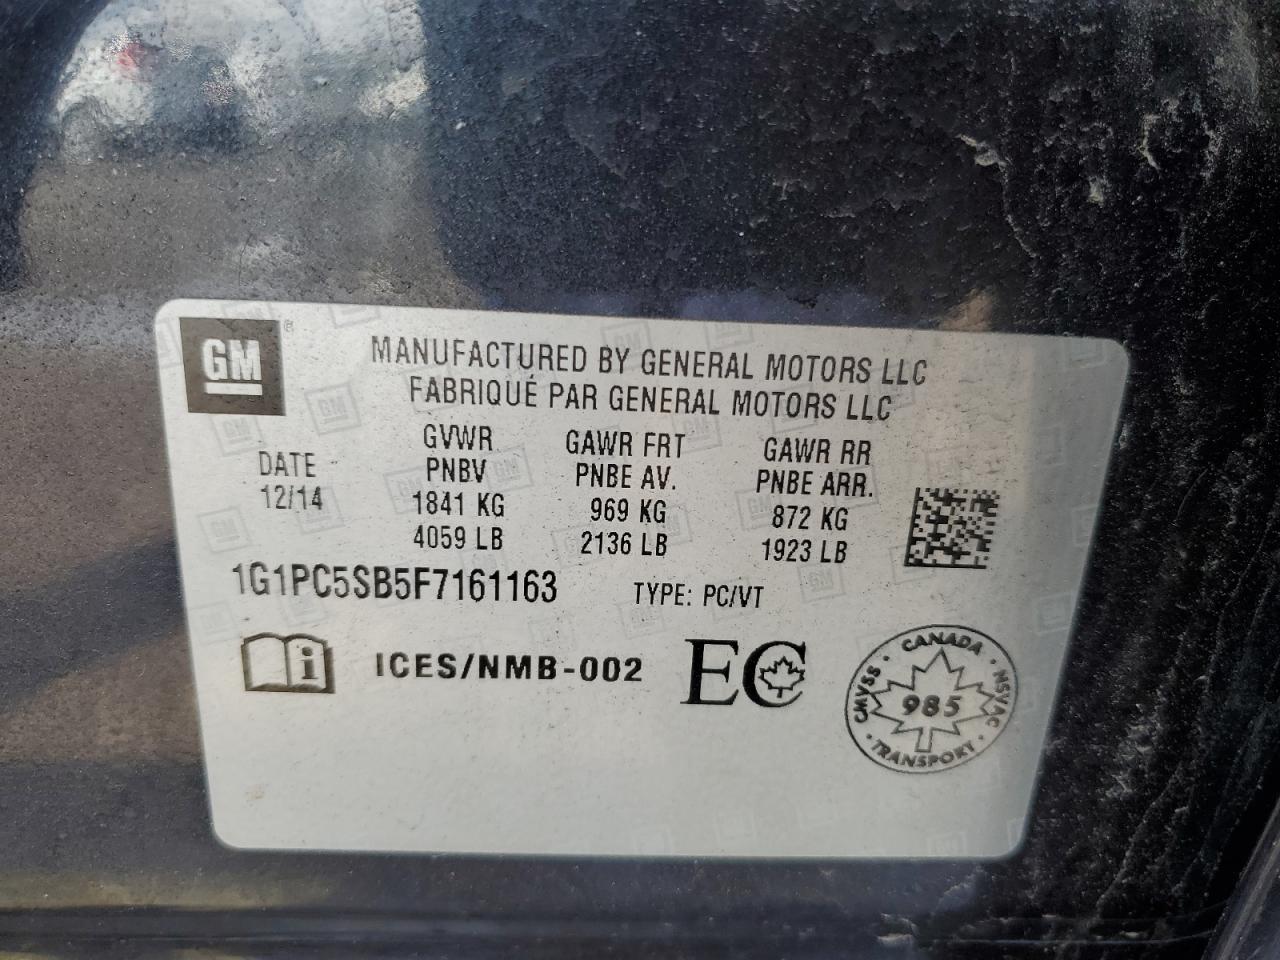 GM ®
MANUFACTURED BY GENERAL MOTORS LLC
FABRIQUÉ PAR GENERAL MOTORS LLC
DATE
12/14
GVWR
PNBV
1841 KG
4059 LB
GAWR FRT
PNBE AV.
969 KG
2136 LB
GAWR RR
PNBE ARR.
872 KG
1923 LB
1G1PC5SB5F7161163 TYPE: PC/VT
i ICES/NMB-002 EC
CANADA
CMVSS · NSVAC
985
TRANSPORT